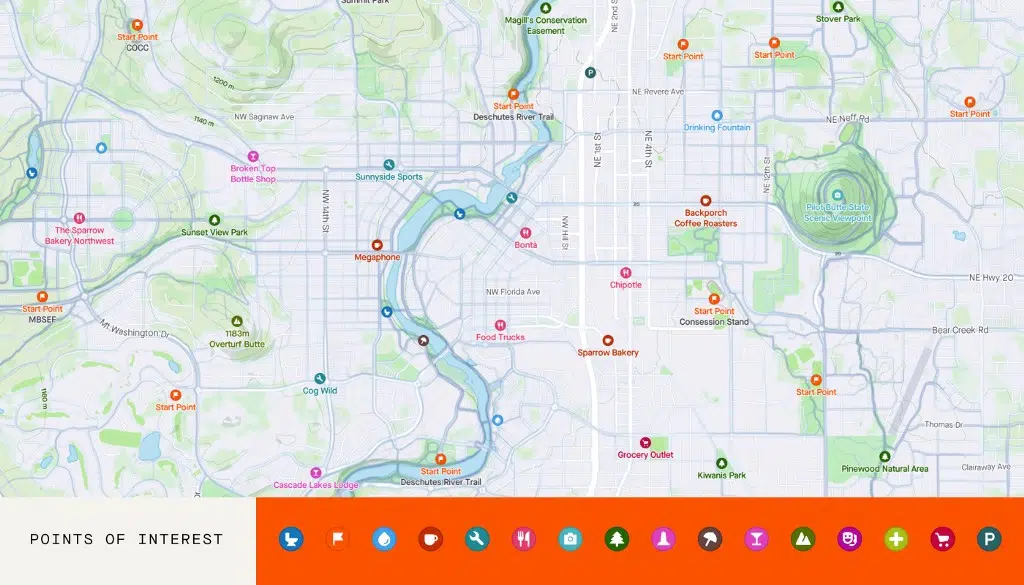 Summit Park
Magill's Conservation
Easement
NE 2nd S
Stover Park
Start Point
COCC
Start Point
Start Point
1200 m
Start Point
Deschutes River Trail
NE Revere Ave
Start Point
1140 m
NW Saginaw Ave
P
Drinking Fountain
NE Neff Rd
NE 1st St
NE 4th St
Broken Top
Bottle Shop
Sunnyside Sports
NE 12th St
NW 14th St
Pilot Butte State
Scenic Viewpoint
The Sparrow
Bakery Northwest
Sunset View Park
Backporch
Coffee Roasters
20
Bonta
NW Hill St
Megaphone
20
Chipotle
NE Hwy 20
NW Florida Ave
Start Point
MBSEF
Start Point
Consession Stand
Mt Washington Dr
1183m
Overturf Butte
Food Trucks
Sparrow Bakery
Bear Creek Rd
1160 m
Cog Wild
Start Point
Start Point
Thomas Dr
Grocery Outlet
Start Point
Deschutes River Trail
Cascade Lakes Lodge
Kiwanis Park
Pinewood Natural Area
Clairaway Ave
POINTS OF INTEREST
P